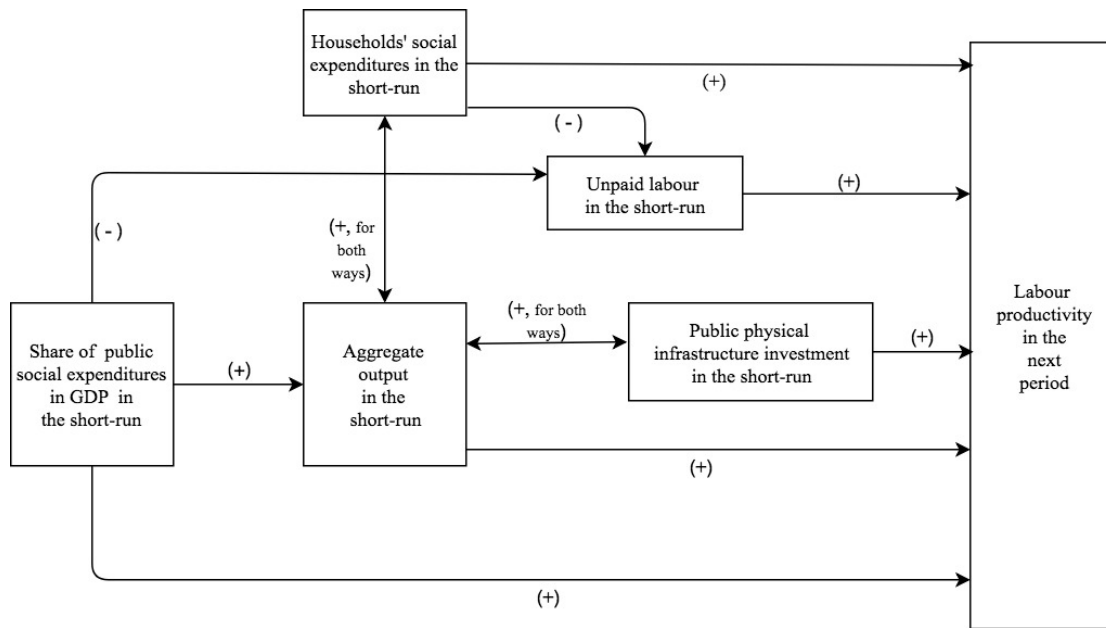 Households' social
expenditures in the
short-run
(+)
(-)
Unpaid labour
in the short-run
(+)
(-)
(+, for
both
ways)
Share of public
social expenditures
in GDP in
the short-run
(+)
Aggregate
output
in the
short-run
(+, for both
ways)
Public physical
infrastructure investment
in the short-run
(+)
Labour
productivity
in the
next
period
(+)
(+)